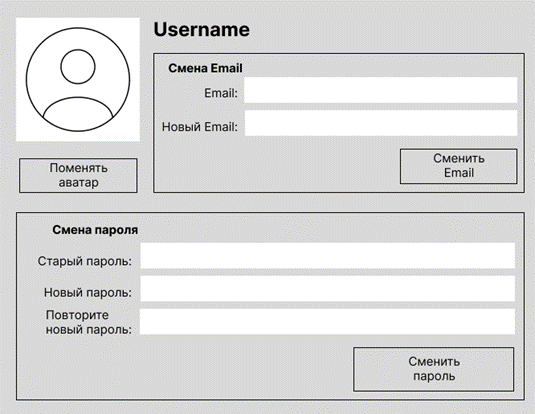 Username
Смена Email
Email:
Новый Email:
Сменить
Email
Поменять
аватар
Смена пароля
Старый пароль:
Новый пароль:
Повторите
новый пароль:
Сменить
пароль